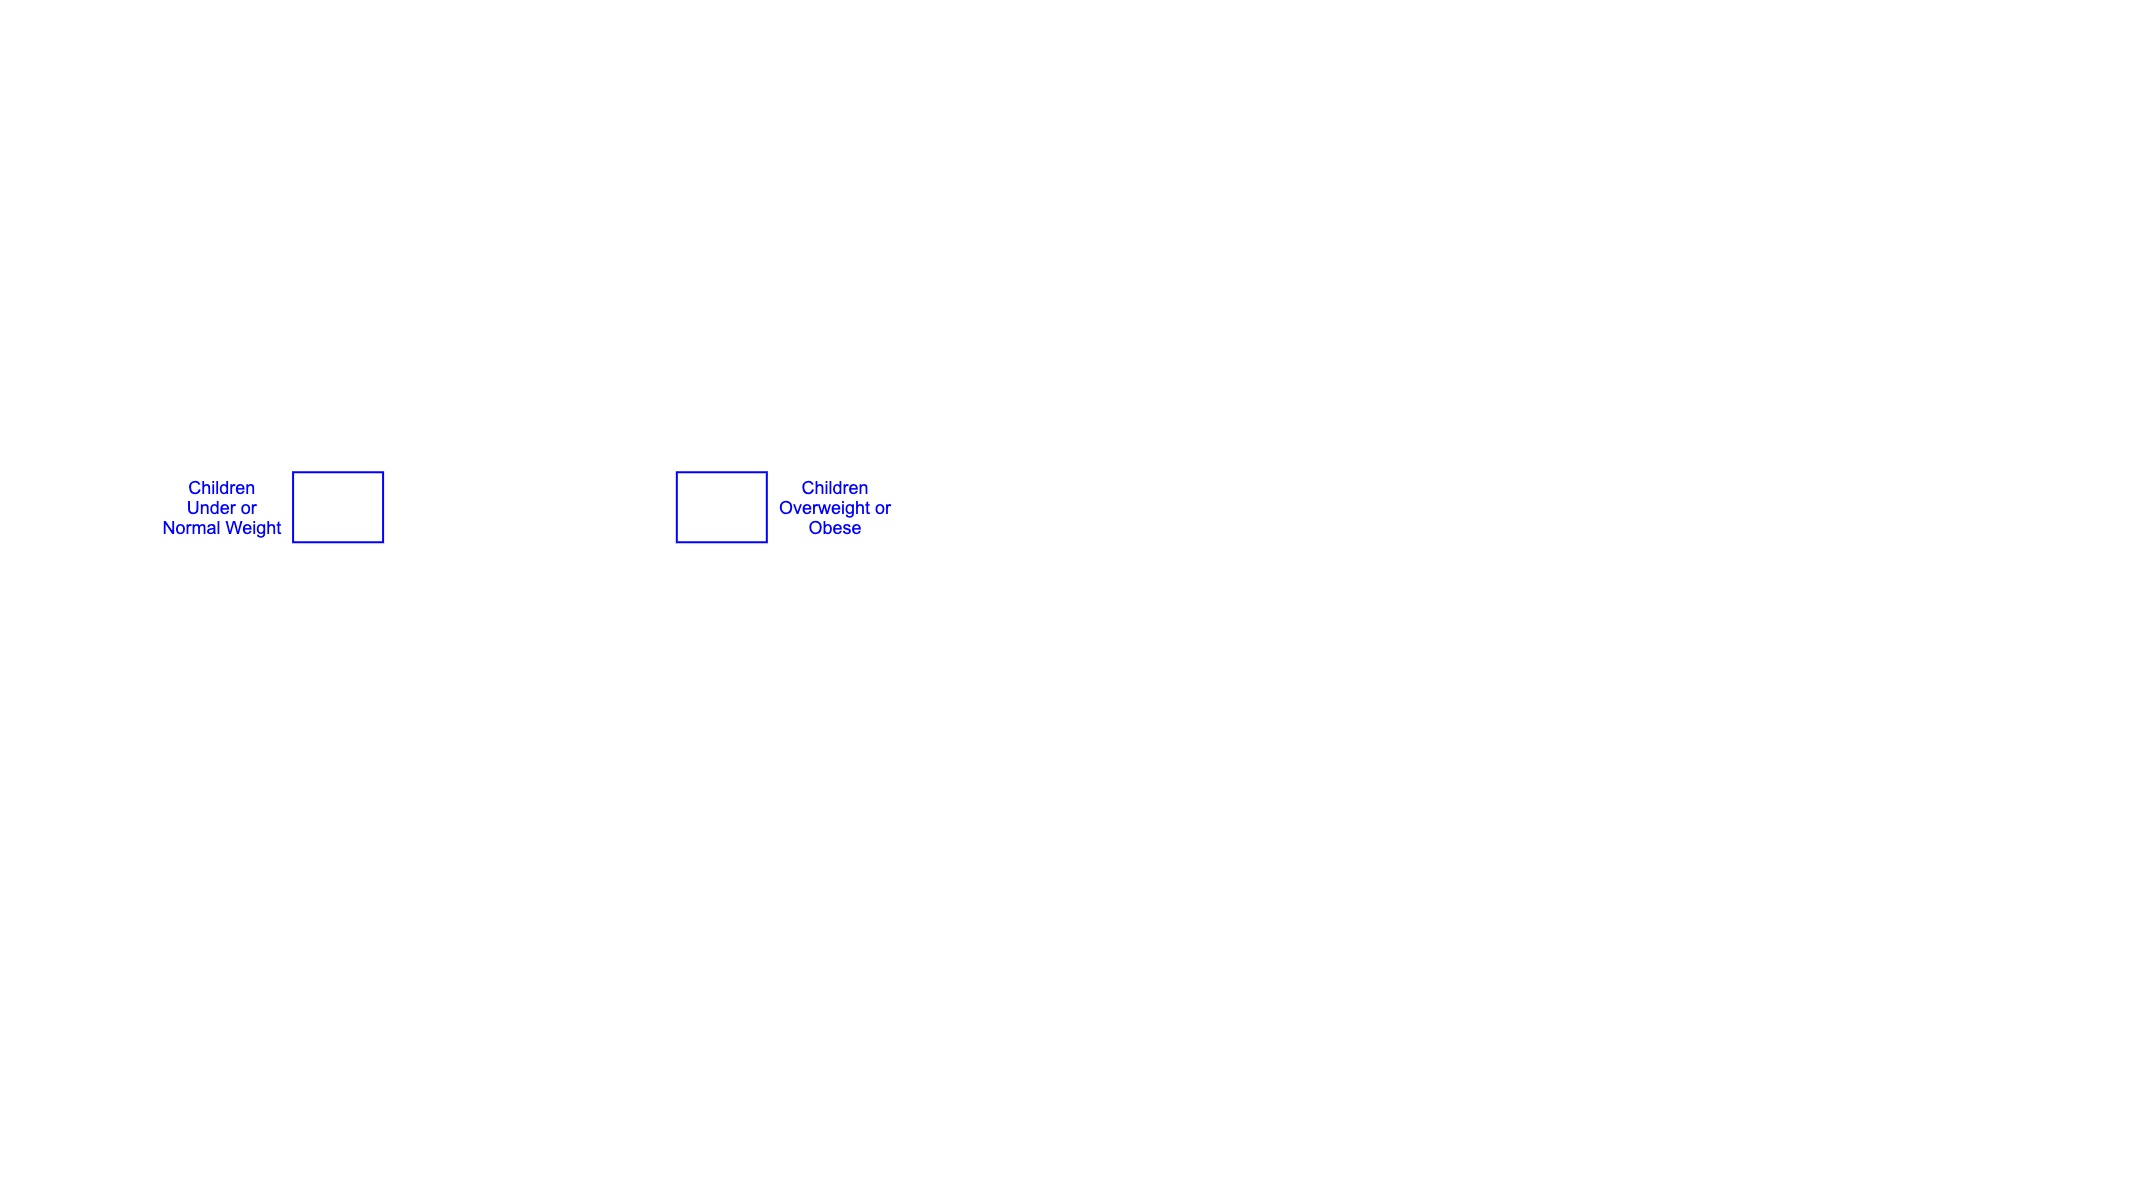 Children
Under or
Normal Weight
Children
Overweight or
Obese